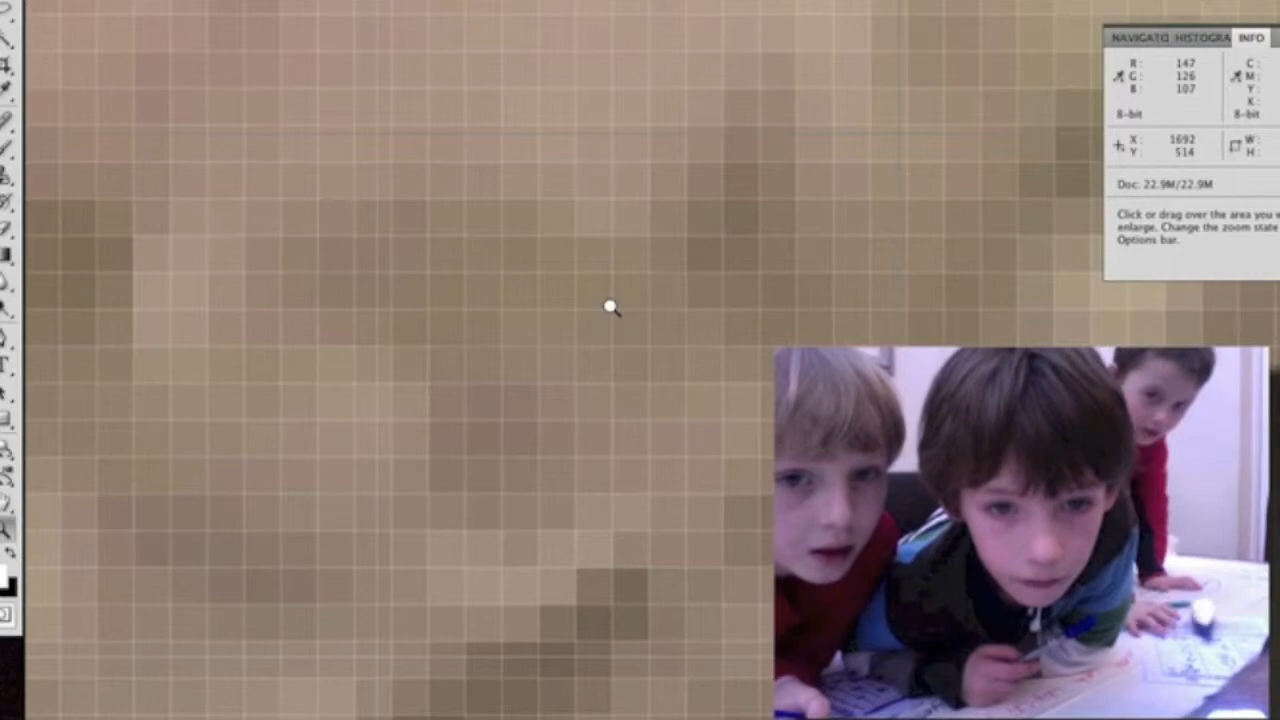 NAVIGATO HISTOGRA INFO
R: 147 C:
G: 126 M:
B: 107 Y:
K:
8-bit 8-bit
X: 1692 W:
Y: 514 H:
Doc: 22.9M/22.9M
Click or drag over the area you w
enlarge. Change the zoom state
Options bar.
T